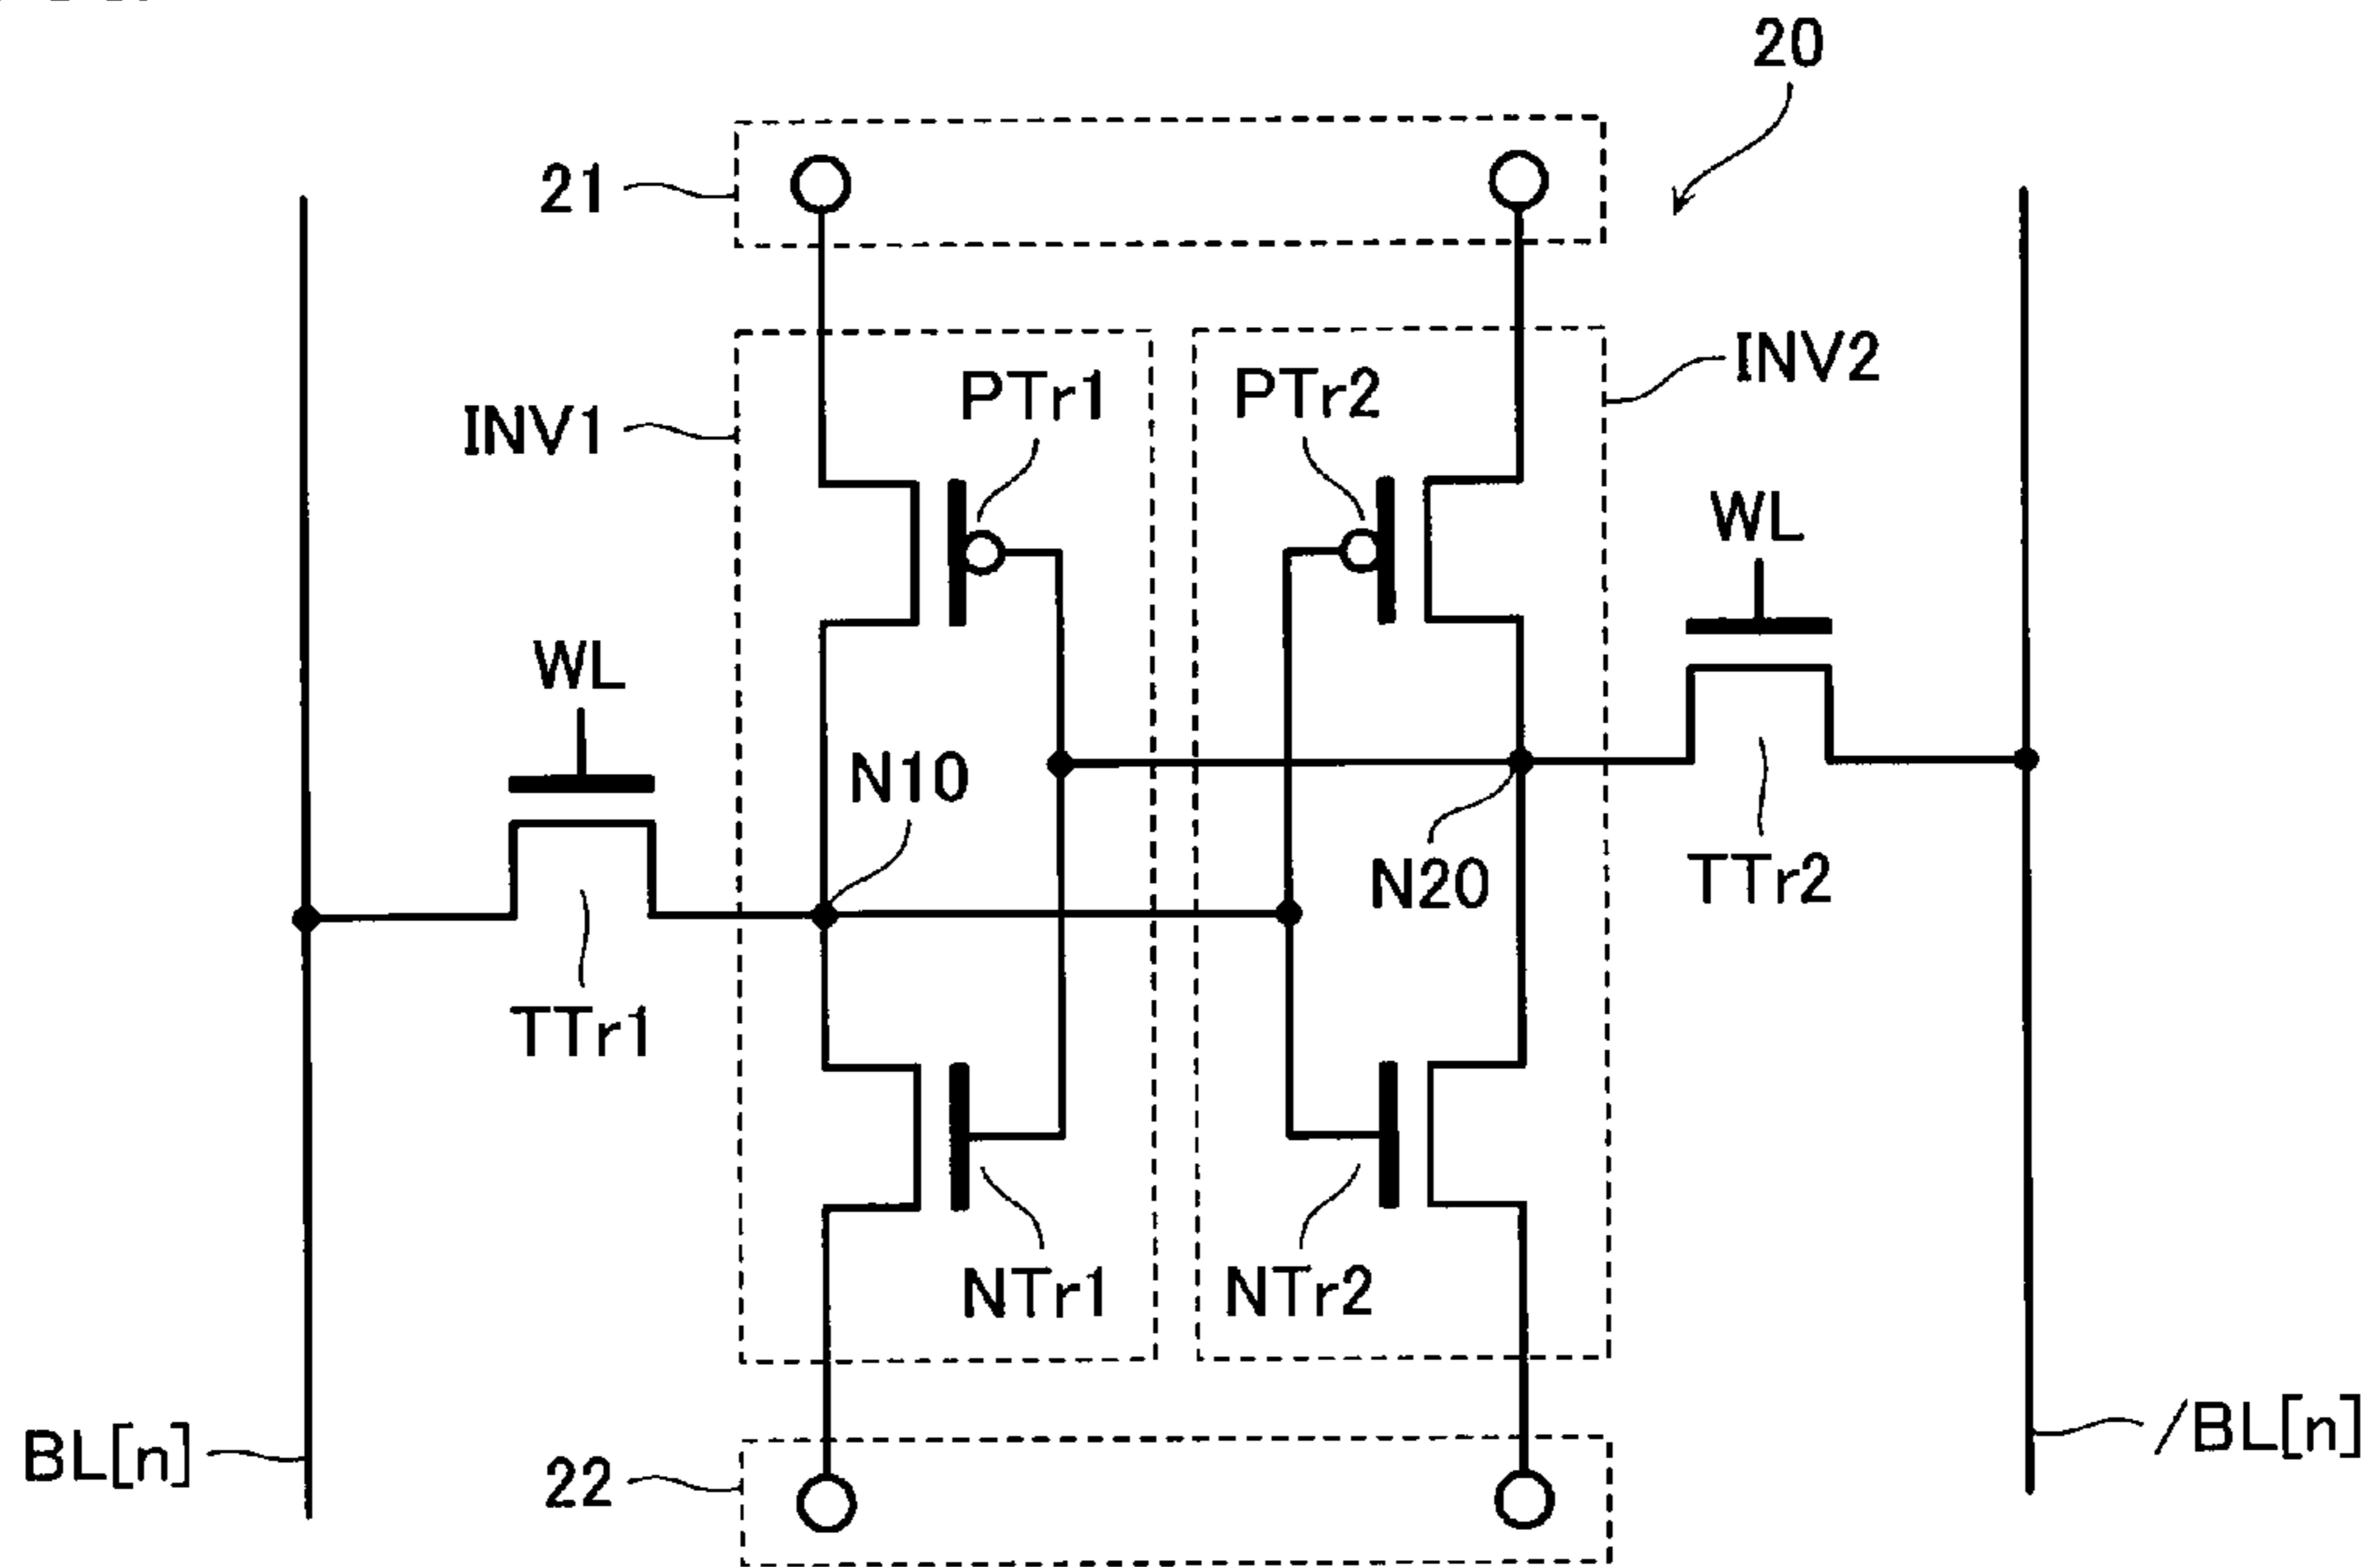 20
21
INV2
PTr1
PTr2
INV1
WL
WL
N10
N20
TTr2
TTr1
NTr1
NTr2
BL[n]
/BL[n]
22